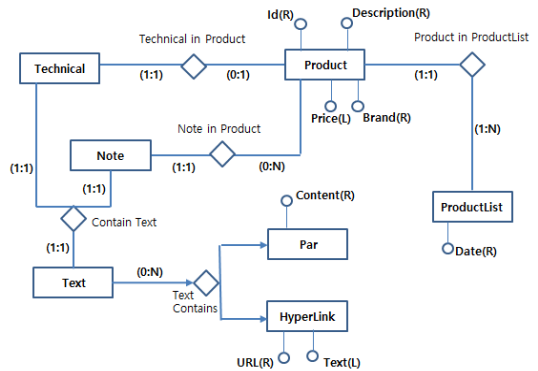 Id(R)
Description(R)
Technical in Product
Product in ProductList
Technical
Product
(1:1)
(0:1)
(1:1)
Price(L)
Brand(R)
Note in Product
(1:N)
Note
(1:1)
(1:1)
(1:1)
(0:N)
Content(R)
ProductList
Contain Text
(1:1)
Par
Date(R)
(0:N)
Text
Text
Contains
HyperLink
URL(R)
Text(L)